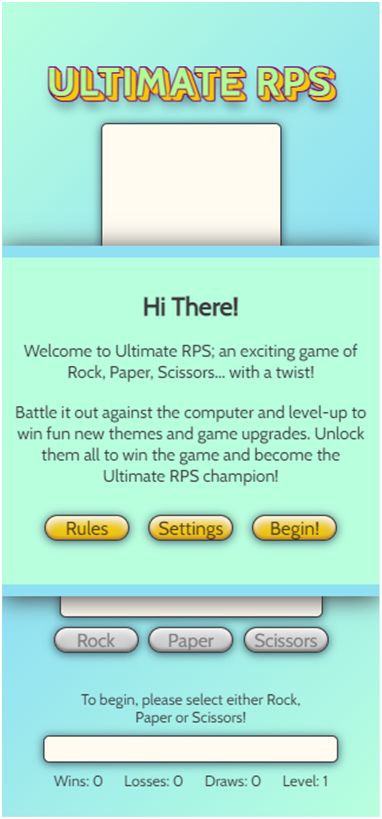 ULTIMATE RPS
Hi There!
Welcome to Ultimate RPS; an exciting game of
Rock, Paper, Scissors... with a twist!
Battle it out against the computer and level-up to
win fun new themes and game upgrades. Unlock
them all to win the game and become the
Ultimate RPS champion!
Rules Settings Begin!
Rock Paper Scissors
To begin, please select either Rock,
Paper or Scissors!
Wins: 0 Losses: 0 Draws: 0 Level: 1